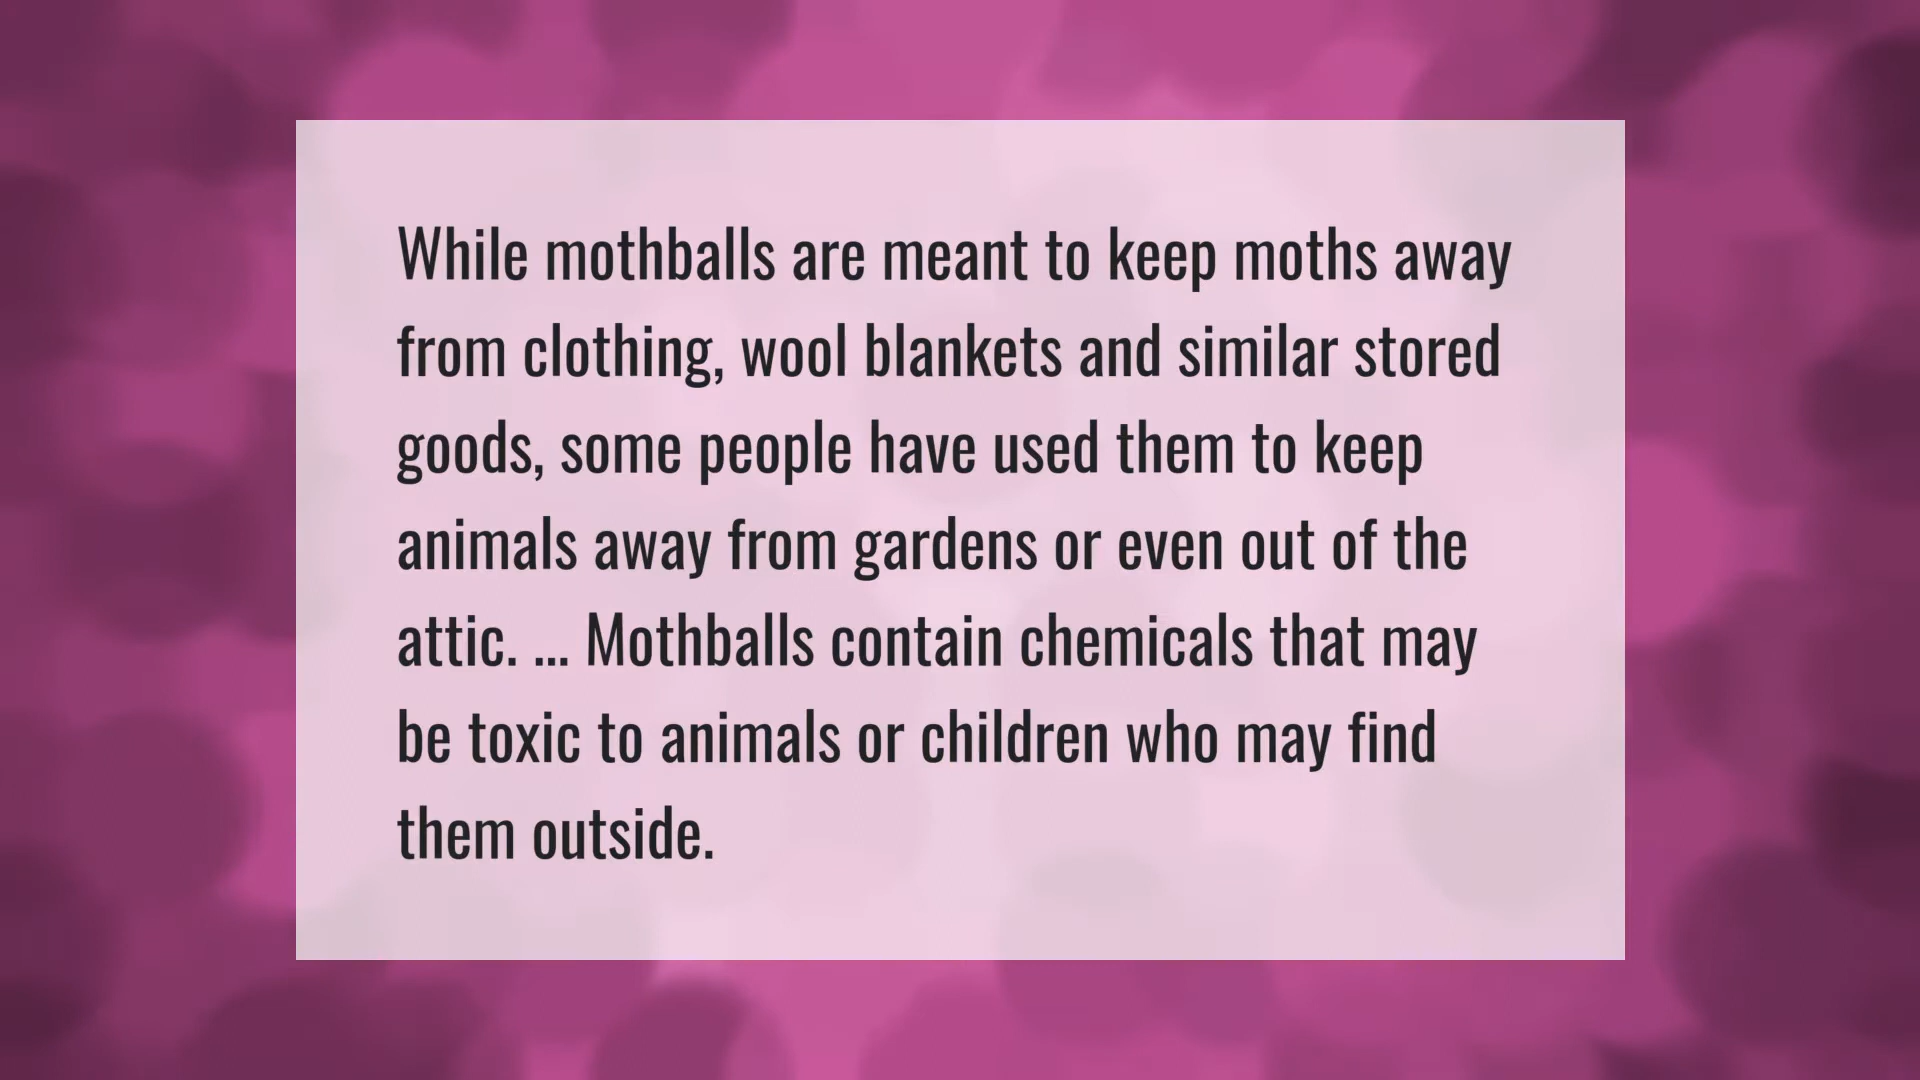 While mothballs are meant to keep moths away
from clothing, wool blankets and similar stored
goods, some people have used them to keep
animals away from gardens or even out of the
attic. ... Mothballs contain chemicals that may
be toxic to animals or children who may find
them outside.